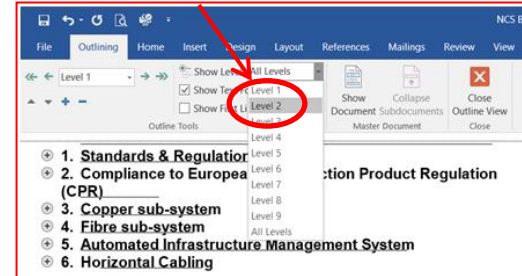 NCS
File Outlining Home Insert Design Layout References Mailings Review View
Level 1 Show Level All Levels
Show Level 1
Show Level 2
Level 3
Level 4
Level 5
Level 6
Level 7
Level 8
Level 9
All Levels
Outline Tools
Show Document
Collapse Subdocuments
Master Document
Close Outline View
Close
1. Standards & Regulation
2. Compliance to Europea ction Product Regulation
(CPR)
3. Copper sub-system
4. Fibre sub-system
5. Automated Infrastructure Management System
6. Horizontal Cabling